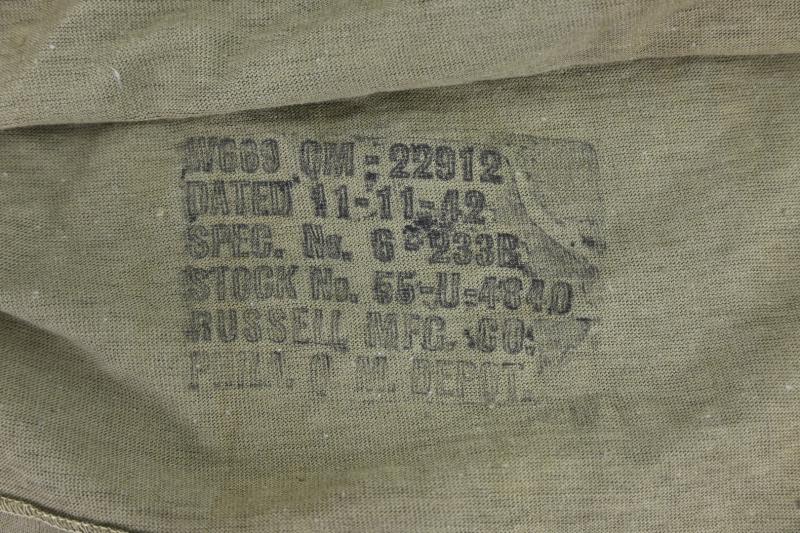 W669 QM-22912
DATED 11-11-42
SPEC. No. 6-233B
STOCK No. 55-U-4840
RUSSELL MFG. CO.
PHILA. Q M. DEPOT.